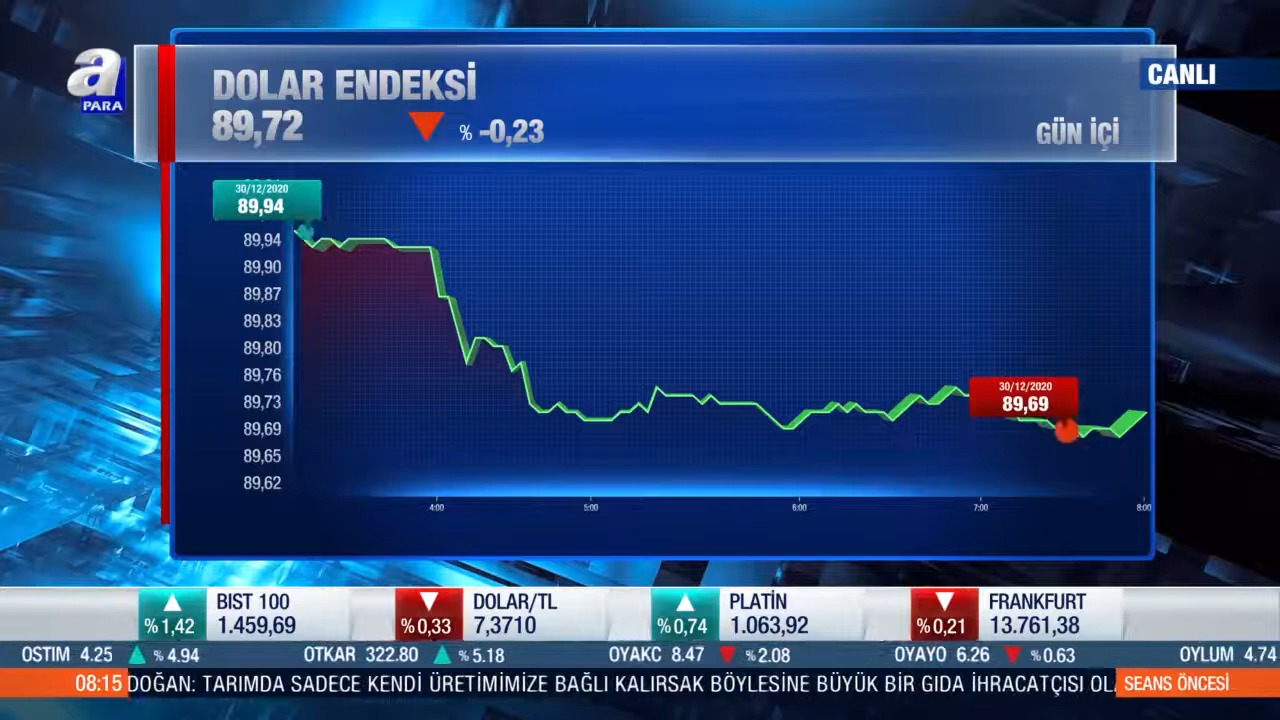 a
PARA
DOLAR ENDEKSİ
CANLI
89,72
% -0,23
GÜN İÇİ
30/12/2020
89,94
89,94
89,90
89,87
89,83
89,80
89,76
89,73
89,69
89,65
89,62
30/12/2020
89,69
4:00 5:00 6:00 7:00 8:00
% 1,42 BIST 100 1.459,69
% 0,33 DOLAR/TL 7,3710
% 0,74 PLATİN 1.063,92
% 0,21 FRANKFURT 13.761,38
OSTIM 4.25 % 4.94 OTKAR 322.80 % 5.18 OYAKC 8.47 % 2.08 OYAYO 6.26 % 0.63 OYLUM 4.74
08:15 DOĞAN: TARIMDA SADECE KENDİ ÜRETİMİMİZE BAĞLI KALIRSAK BÖYLESİNE BÜYÜK BİR GIDA İHRACATÇISI OL SEANS ÖNCESİ